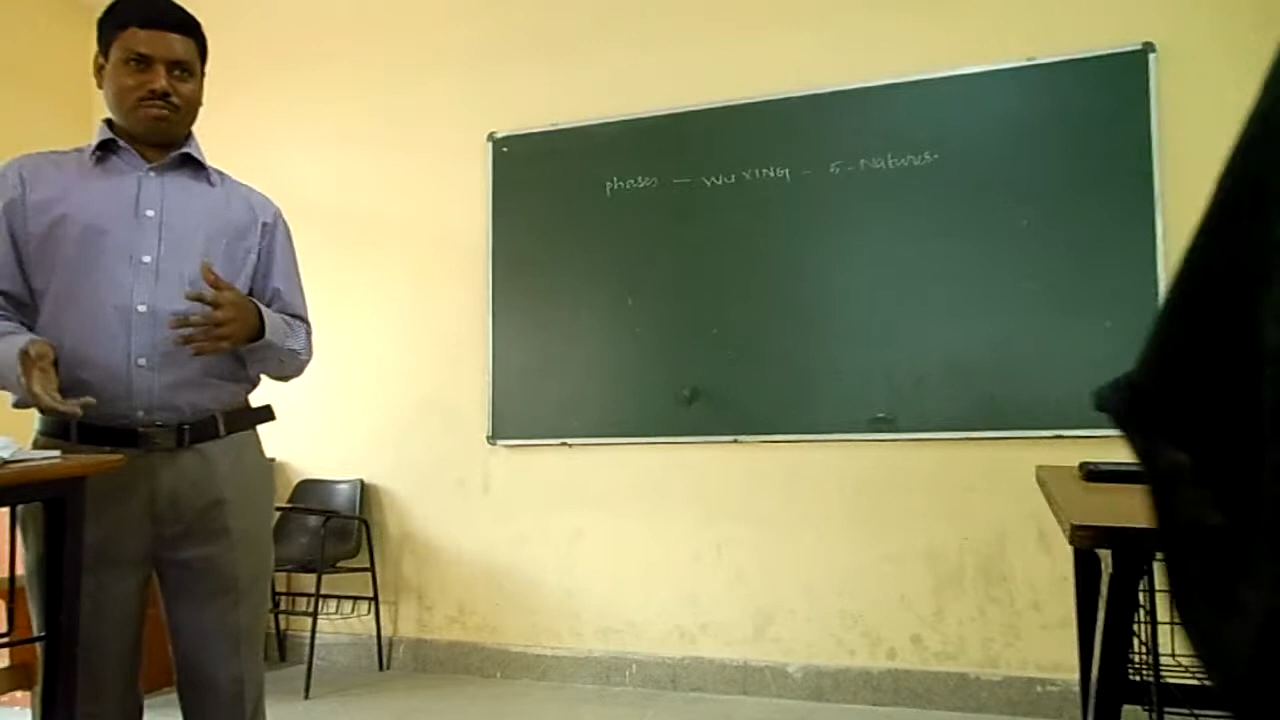 phases — WU XING - 5-Natures.